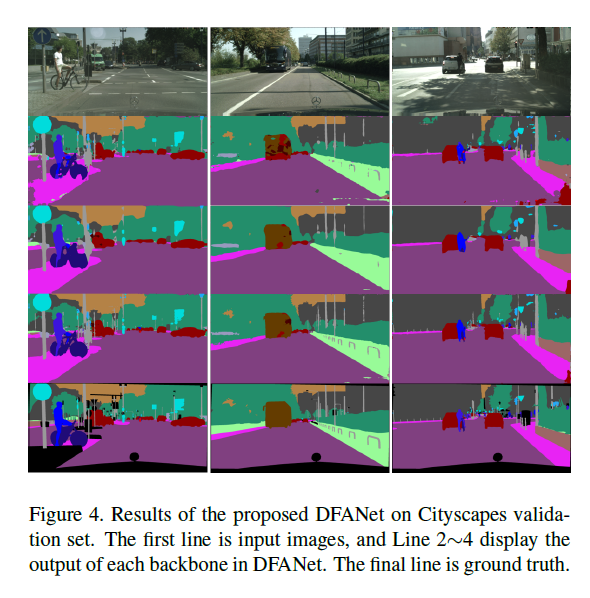 Figure 4. Results of the proposed DFANet on Cityscapes valida-
tion set. The first line is input images, and Line 2∼4 display the
output of each backbone in DFANet. The final line is ground truth.